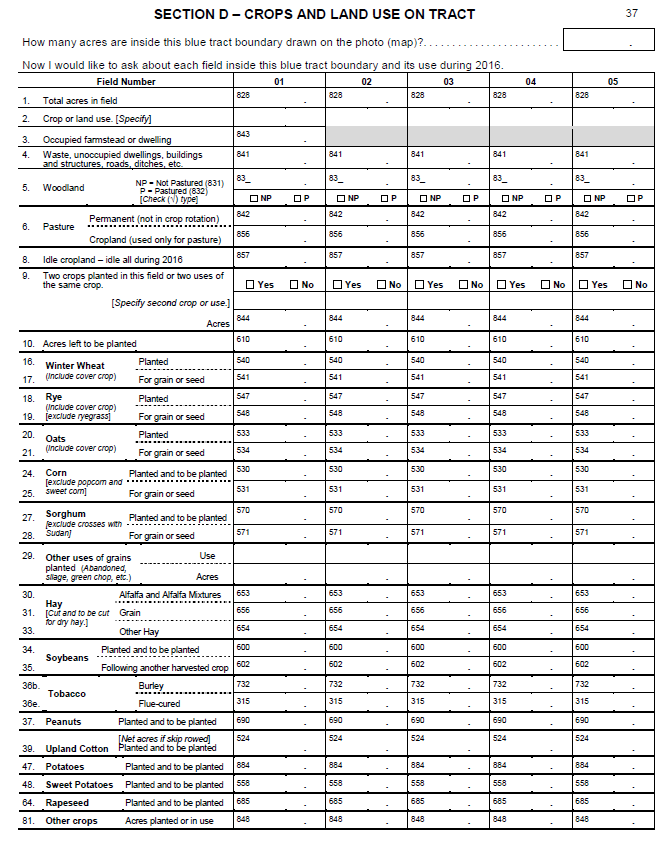 SECTION D – CROPS AND LAND USE ON TRACT 37
How many acres are inside this blue tract boundary drawn on the photo (map)?........................ .
Now I would like to ask about each field inside this blue tract boundary and its use during 2016.
Field Number 01 02 03 04 05
1. Total acres in field 828 . 828 . 828 . 828 . 828 .
2. Crop or land use. [Specify]
3. Occupied farmstead or dwelling 843 .
4. Waste, unoccupied dwellings, buildings 841 841 841 841 841
and structures, roads, ditches, etc. . . . . .
5. Woodland NP = Not Pastured (831) 83_ . 83_ . 83_ . 83_ . 83_ .
P = Pastured (832)
[Check (√) type] ☐ NP ☐ P ☐ NP ☐ P ☐ NP ☐ P ☐ NP ☐ P ☐ NP ☐ P
6. Pasture Permanent (not in crop rotation) 842 . 842 . 842 . 842 . 842 .
Cropland (used only for pasture) 856 . 856 . 856 . 856 . 856 .
8. Idle cropland – idle all during 2016 857 . 857 . 857 . 857 . 857 .
9. Two crops planted in this field or two uses of
the same crop. ☐ Yes ☐ No ☐ Yes ☐ No ☐ Yes ☐ No ☐ Yes ☐ No ☐ Yes ☐ No
[Specify second crop or use.]
Acres 844 . 844 . 844 . 844 . 844 .
10. Acres left to be planted 610 . 610 . 610 . 610 . 610 .
16. Winter Wheat Planted 540 . 540 . 540 . 540 . 540 .
17. (Include cover crop) For grain or seed 541 . 541 . 541 . 541 . 541 .
18. Rye Planted 547 . 547 . 547 . 547 . 547 .
(Include cover crop)
19. [exclude ryegrass] For grain or seed 548 . 548 . 548 . 548 . 548 .
20. Oats Planted 533 . 533 . 533 . 533 . 533 .
21. (Include cover crop) For grain or seed 534 . 534 . 534 . 534 . 534 .
24. Corn Planted and to be planted 530 . 530 . 530 . 530 . 530 .
[exclude popcorn and
25. sweet corn] For grain or seed 531 . 531 . 531 . 531 . 531 .
27. Sorghum Planted and to be planted 570 . 570 . 570 . 570 . 570 .
[exclude crosses with
28. Sudan] For grain or seed 571 . 571 . 571 . 571 . 571 .
29. Other uses of grains Use
planted (Abandoned,
silage, green chop, etc.) Acres . . . . .
30. Hay Alfalfa and Alfalfa Mixtures 653 . 653 . 653 . 653 . 653 .
31. [Cut and to be cut Grain 656 . 656 . 656 . 656 . 656 .
for dry hay.]
33. Other Hay 654 . 654 . 654 . 654 . 654 .
34. Soybeans Planted and to be planted 600 . 600 . 600 . 600 . 600 .
35. Following another harvested crop 602 . 602 . 602 . 602 . 602 .
36b. Tobacco Burley 732 . 732 . 732 . 732 . 732 .
36e. Flue-cured 315 . 315 . 315 . 315 . 315 .
37. Peanuts Planted and to be planted 690 . 690 . 690 . 690 . 690 .
[Net acres if skip rowed] 524 524 524 524 524
39. Upland Cotton Planted and to be planted . . . . .
47. Potatoes Planted and to be planted 884 . 884 . 884 . 884 . 884 .
48. Sweet Potatoes Planted and to be planted 558 . 558 . 558 . 558 . 558 .
64. Rapeseed Planted and to be planted 685 . 685 . 685 . 685 . 685 .
81. Other crops Acres planted or in use 848 . 848 . 848 . 848 . 848 .